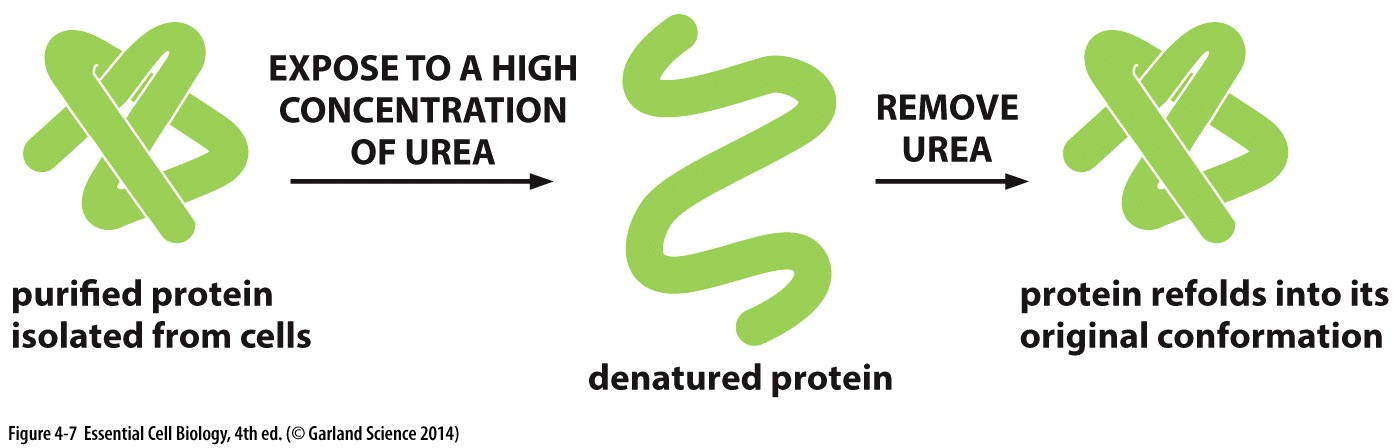 EXPOSE TO A HIGH
CONCENTRATION
OF UREA
REMOVE
UREA
purified protein
isolated from cells
denatured protein
protein refolds into its
original conformation
Figure 4-7 Essential Cell Biology, 4th ed. (© Garland Science 2014)